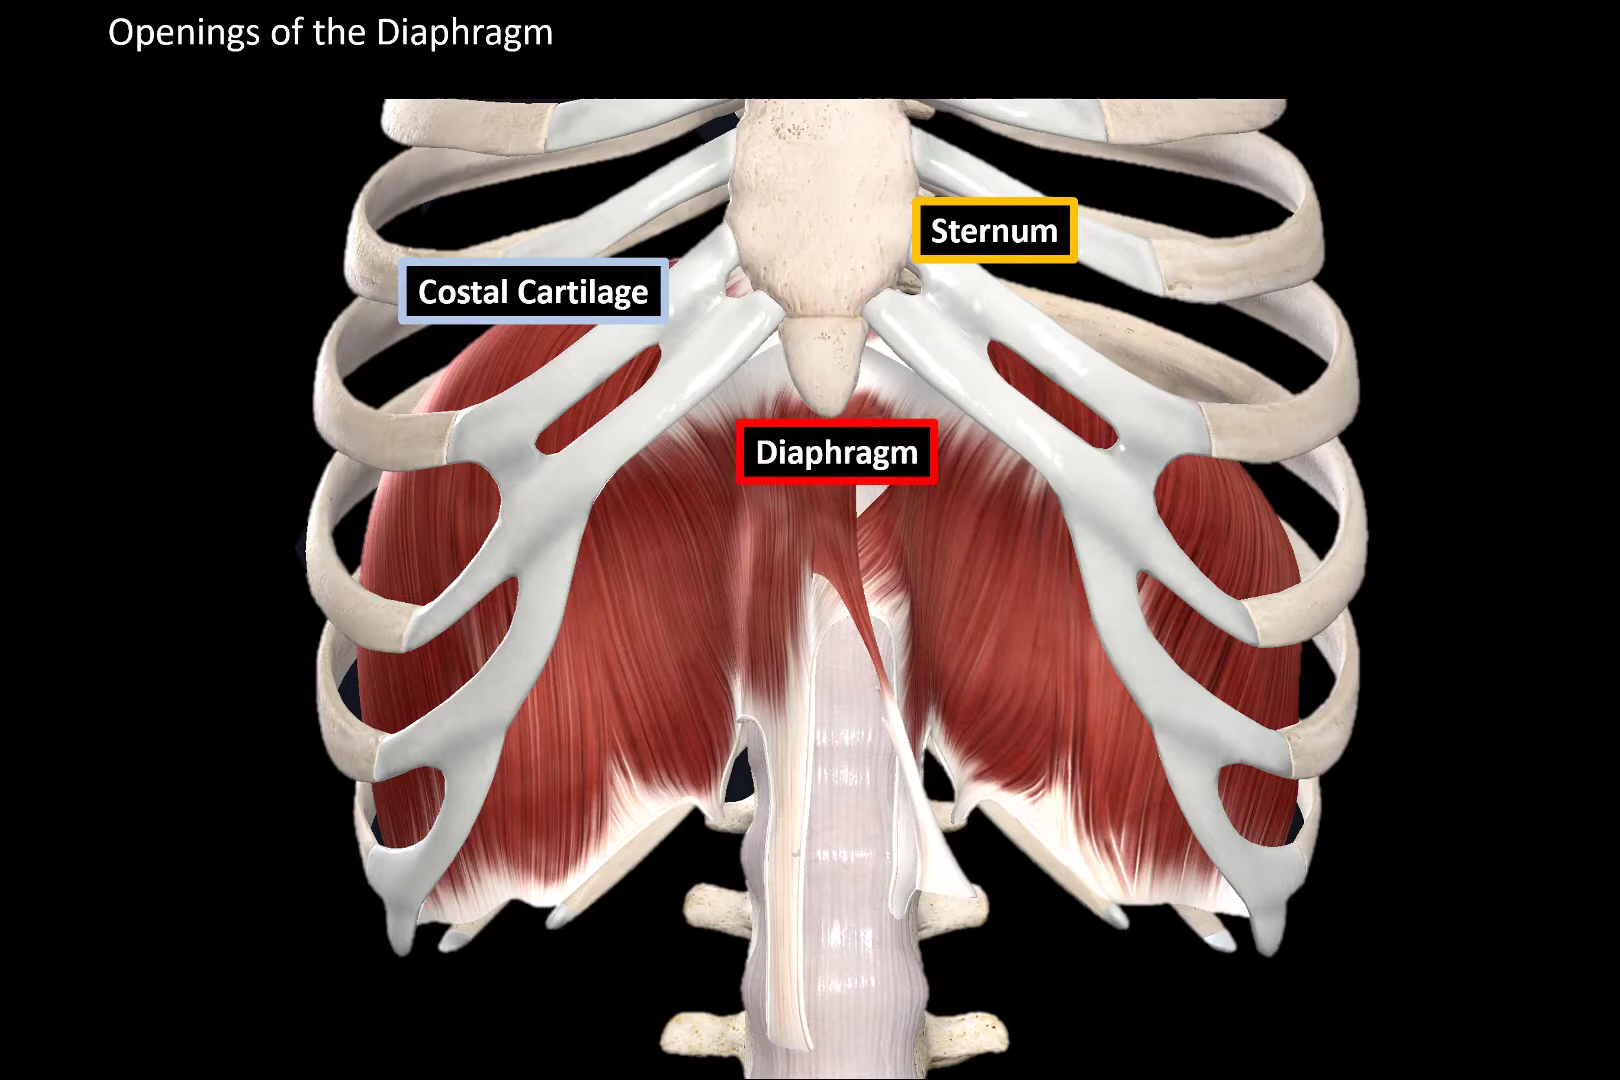 Openings of the Diaphragm
Sternum
Costal Cartilage
Diaphragm